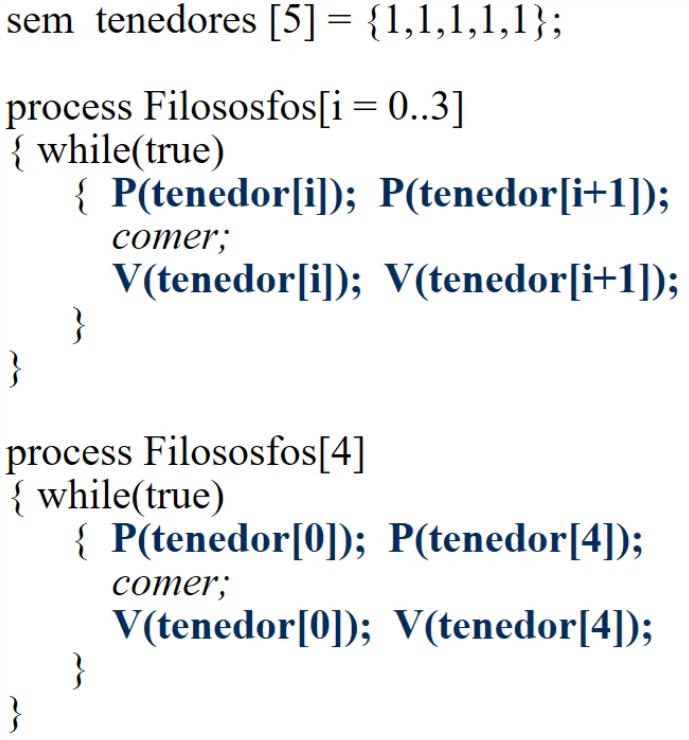 sem tenedores [5] = {1,1,1,1,1};
process Filososfos[i = 0..3]
{ while(true)
{ P(tenedor[i]); P(tenedor[i+1]);
comer;
V(tenedor[i]); V(tenedor[i+1]);
}
}
process Filososfos[4]
{ while(true)
{ P(tenedor[0]); P(tenedor[4]);
comer;
V(tenedor[0]); V(tenedor[4]);
}
}